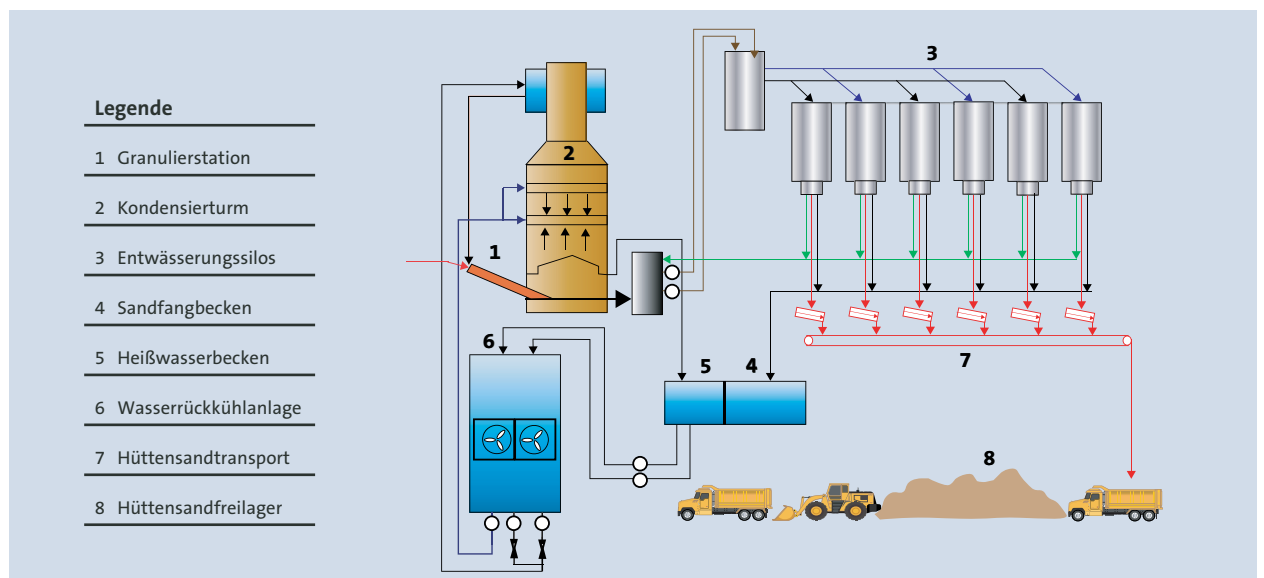 Legende
1 Granulierstation
2 Kondensierturm
3 Entwässerungssilos
4 Sandfangbecken
5 Heißwasserbecken
6 Wasserrückkühlanlage
7 Hüttensandtransport
8 Hüttensandfreilager
3
2
1
6
5 4
7
8